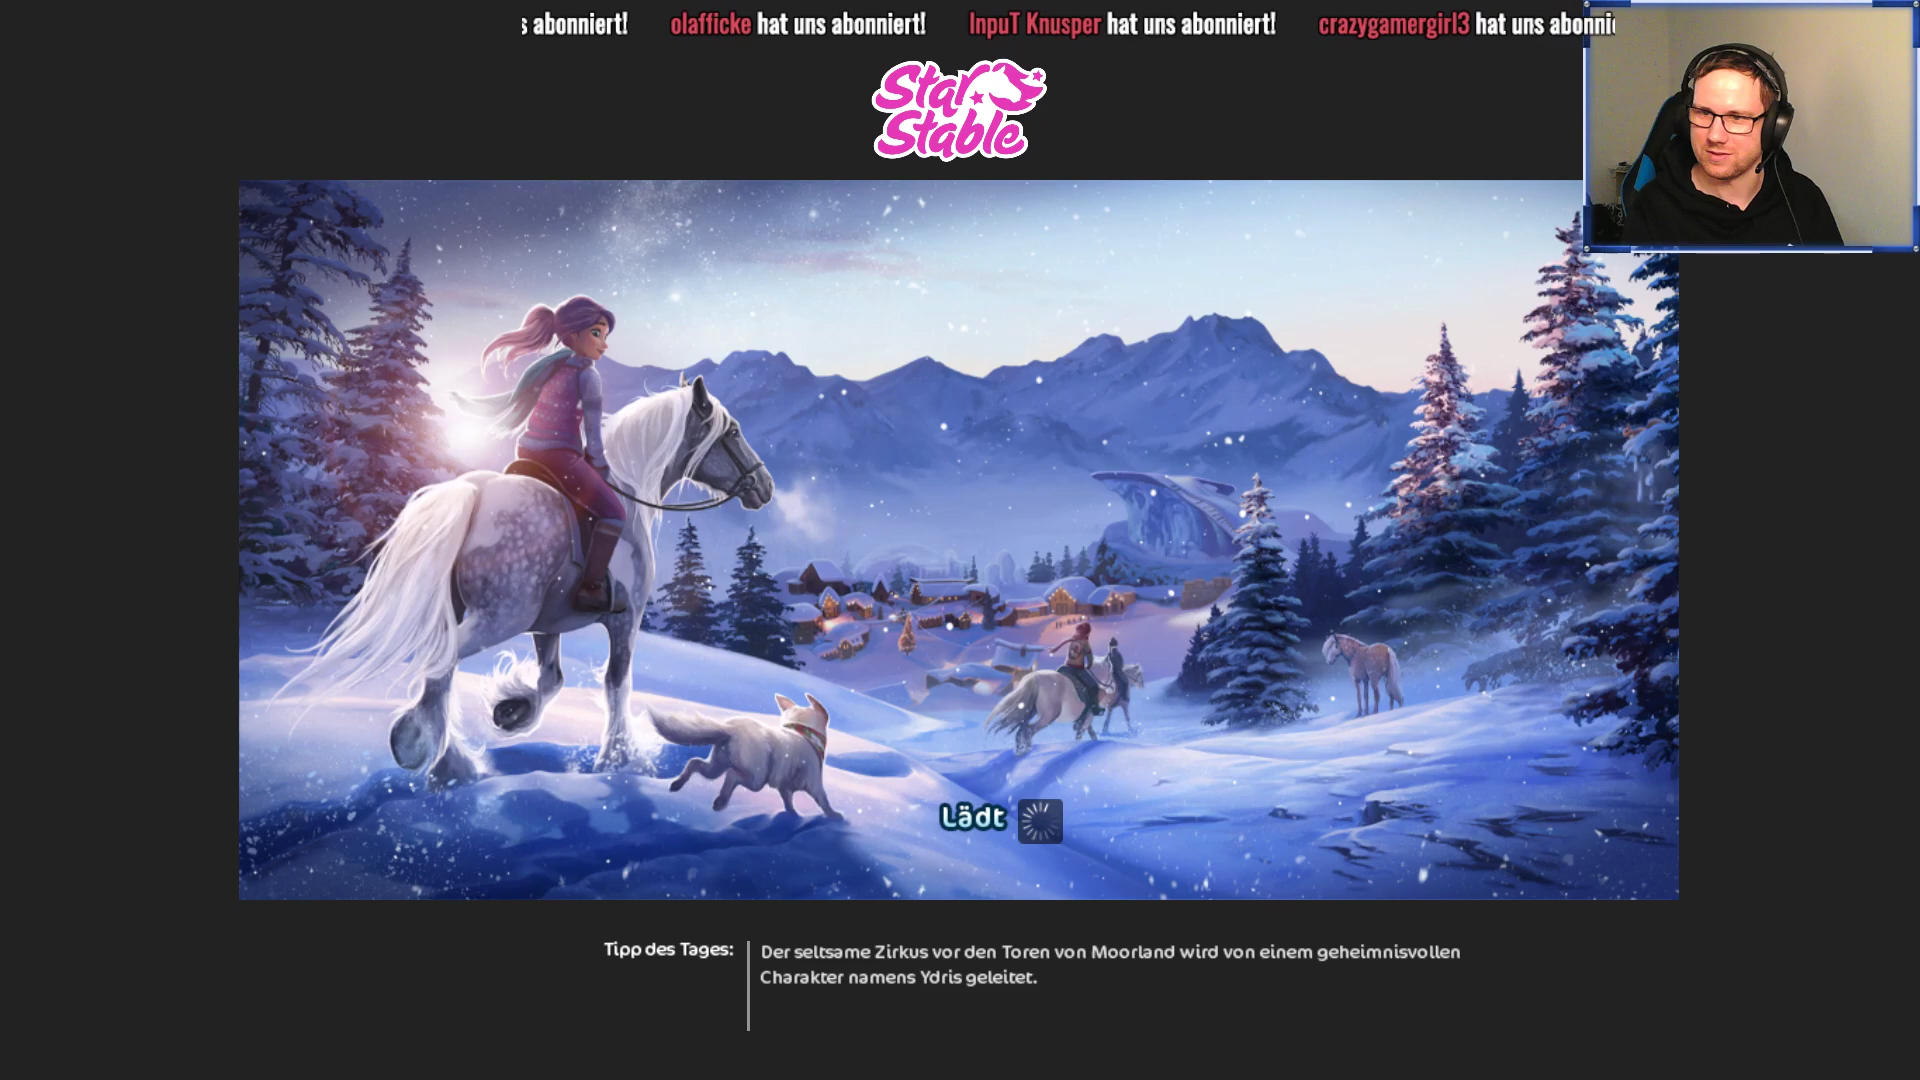 s abonniert! olafficke hat uns abonniert! InpuT Knusper hat uns abonniert! crazygamergirl3 hat uns abonni
Star
Stable
Lädt
Tipp des Tages:
Der seltsame Zirkus vor den Toren von Moorland wird von einem geheimnisvollen
Charakter namens Ydris geleitet.